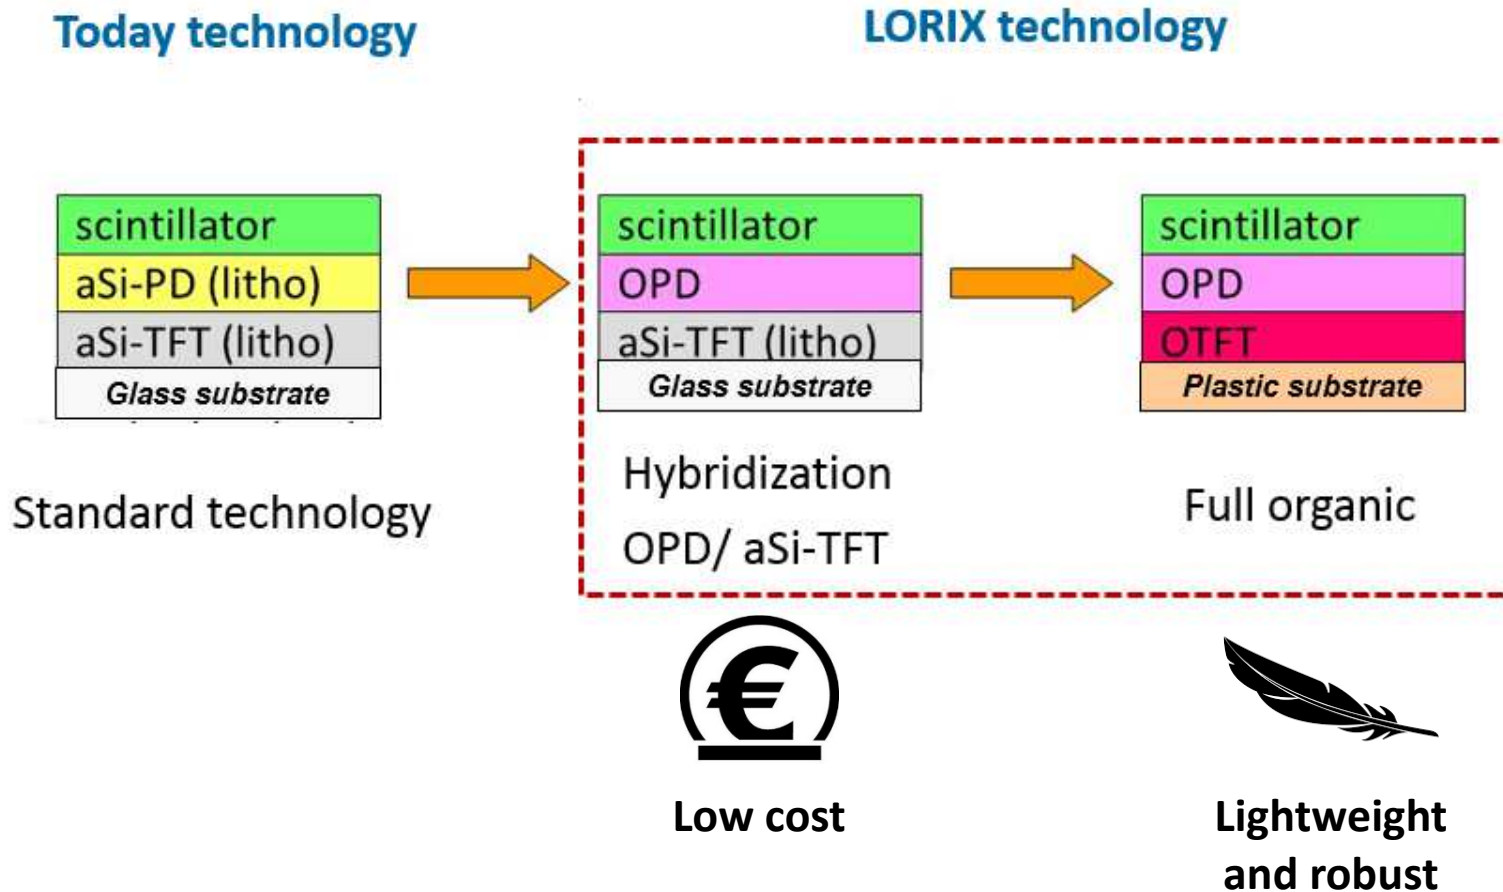 Today technology
LORIX technology
scintillator
aSi-PD (litho)
aSi-TFT (litho)
Glass substrate
Standard technology
scintillator
OPD
aSi-TFT (litho)
Glass substrate
Hybridization
OPD/ aSi-TFT
scintillator
OPD
OTFT
Plastic substrate
Full organic
€
Low cost
Lightweight
and robust